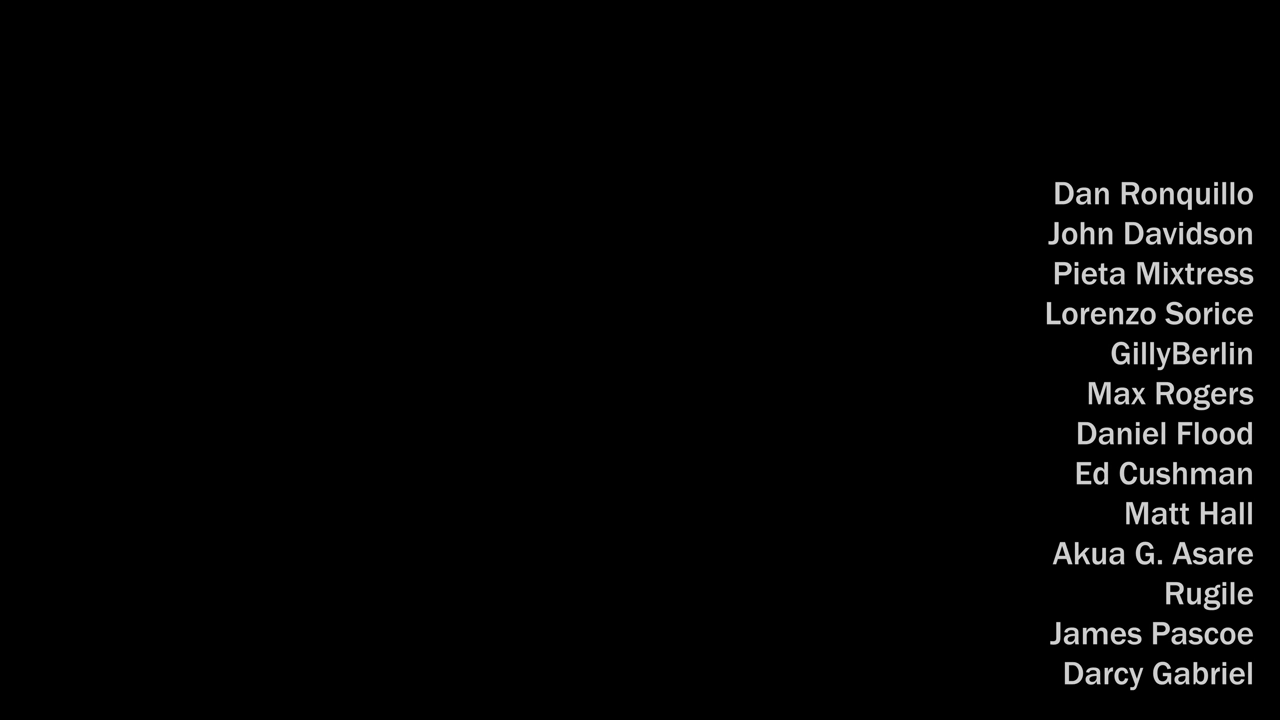 Dan Ronquillo
John Davidson
Pieta Mixtress
Lorenzo Sorice
GillyBerlin
Max Rogers
Daniel Flood
Ed Cushman
Matt Hall
Akua G. Asare
Rugile
James Pascoe
Darcy Gabriel